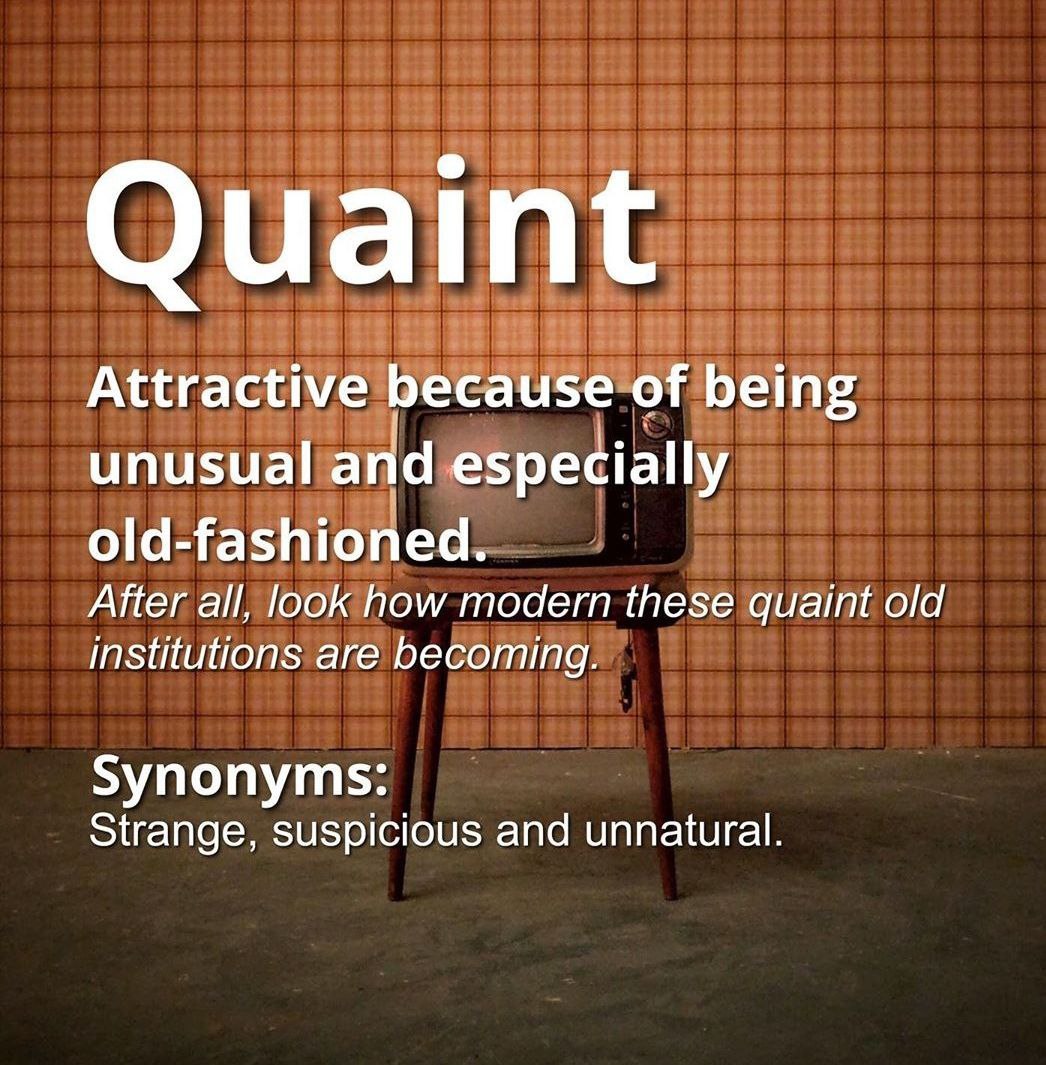 Quaint
Attractive because of being
unusual and especially
old-fashioned.
After all, look how modern these quaint old
institutions are becoming.
Synonyms:
Strange, suspicious and unnatural.